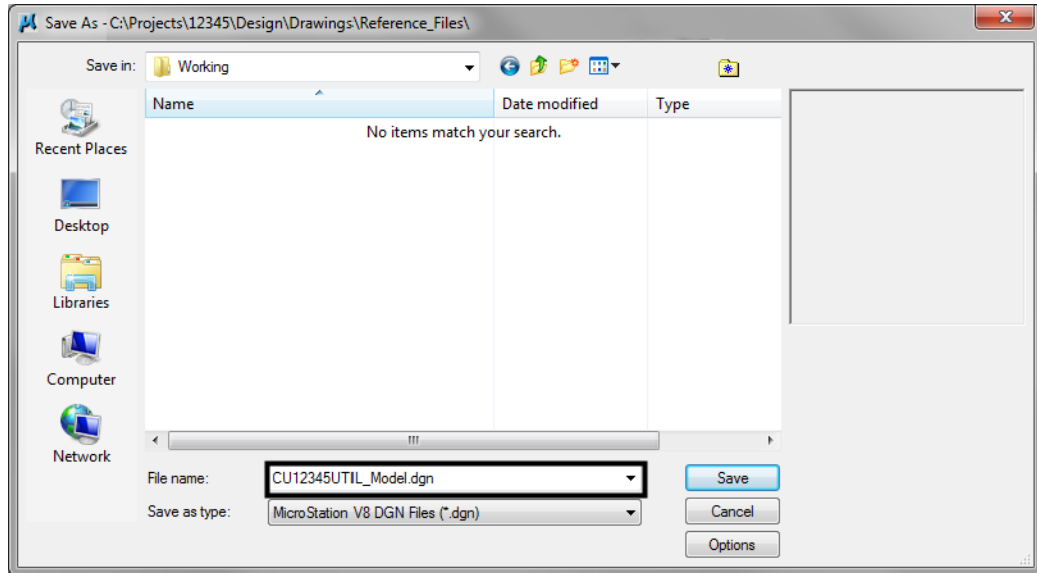 Save As - C:\Projects\12345\Design\Drawings\Reference_Files\
Save in: Working
Name Date modified Type
No items match your search.
Recent Places
Desktop
Libraries
Computer
Network
File name: CU12345UTIL_Model.dgn Save
Save as type: MicroStation V8 DGN Files (*.dgn) Cancel
Options